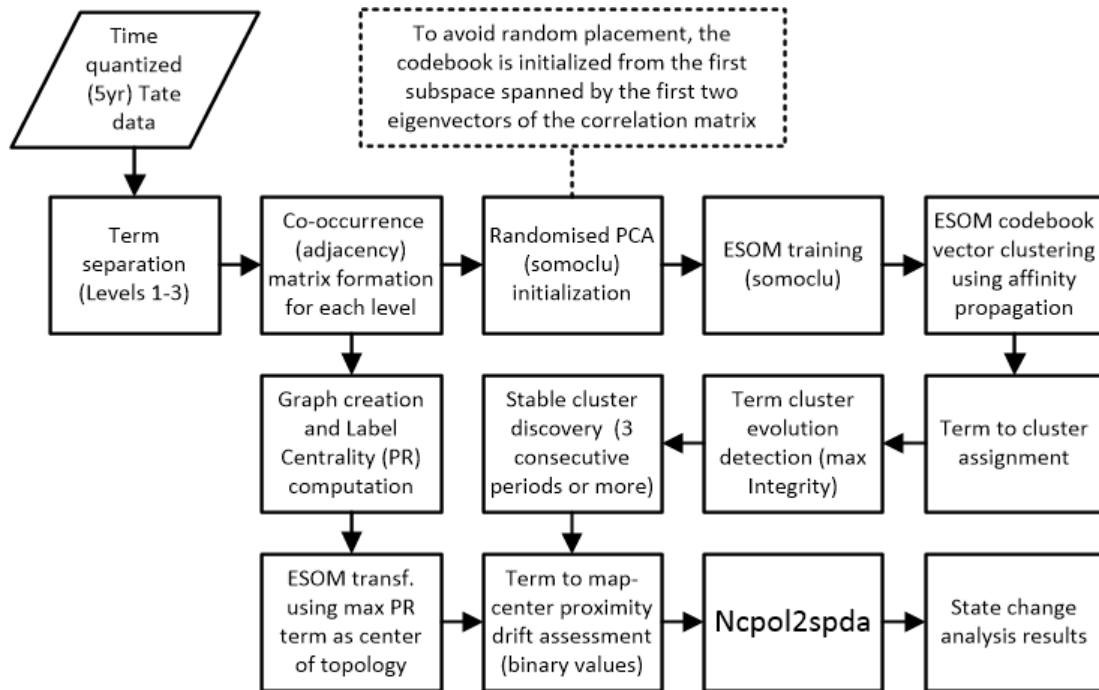 Time
quantized
(5yr) Tate
data
To avoid random placement, the
codebook is initialized from the first
subspace spanned by the first two
eigenvectors of the correlation matrix
Term
separation
(Levels 1-3)
Co-occurrence
(adjacency)
matrix formation
for each level
Randomised PCA
(somoclu)
initialization
ESOM training
(somoclu)
ESOM codebook
vector clustering
using affinity
propagation
Graph creation
and Label
Centrality (PR)
computation
Stable cluster
discovery (3
consecutive
periods or more)
Term cluster
evolution
detection (max
Integrity)
Term to cluster
assignment
ESOM transf.
using max PR
term as center
of topology
Term to map-
center proximity
drift assessment
(binary values)
Ncpol2spda
State change
analysis results